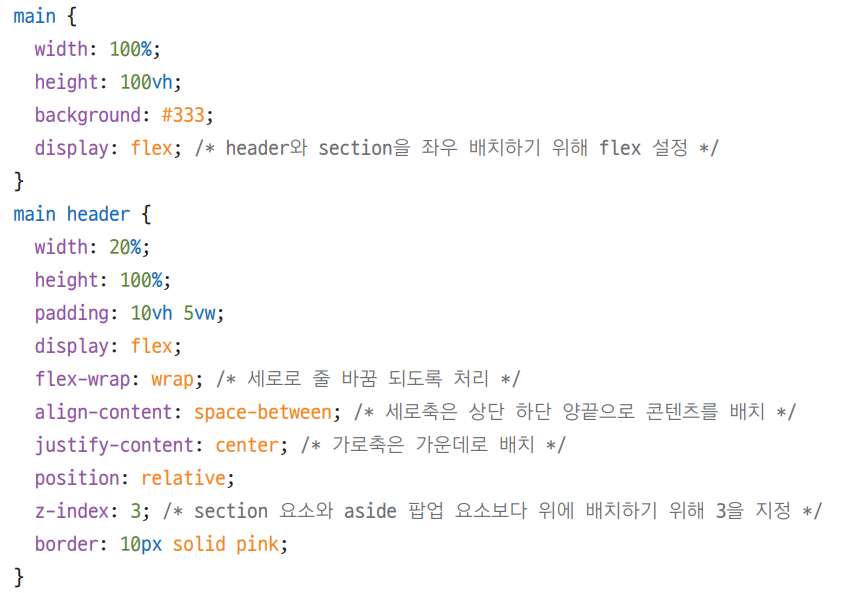 main {
  width: 100%;
  height: 100vh;
  background: #333;
  display: flex; /* header와 section을 좌우 배치하기 위해 flex 설정 */
}
main header {
  width: 20%;
  height: 100%;
  padding: 10vh 5vw;
  display: flex;
  flex-wrap: wrap; /* 세로로 줄 바꿈 되도록 처리 */
  align-content: space-between; /* 세로축은 상단 하단 양끝으로 콘텐츠를 배치 */
  justify-content: center; /* 가로축은 가운데로 배치 */
  position: relative;
  z-index: 3; /* section 요소와 aside 팝업 요소보다 위에 배치하기 위해 3을 지정 */
  border: 10px solid pink;
}